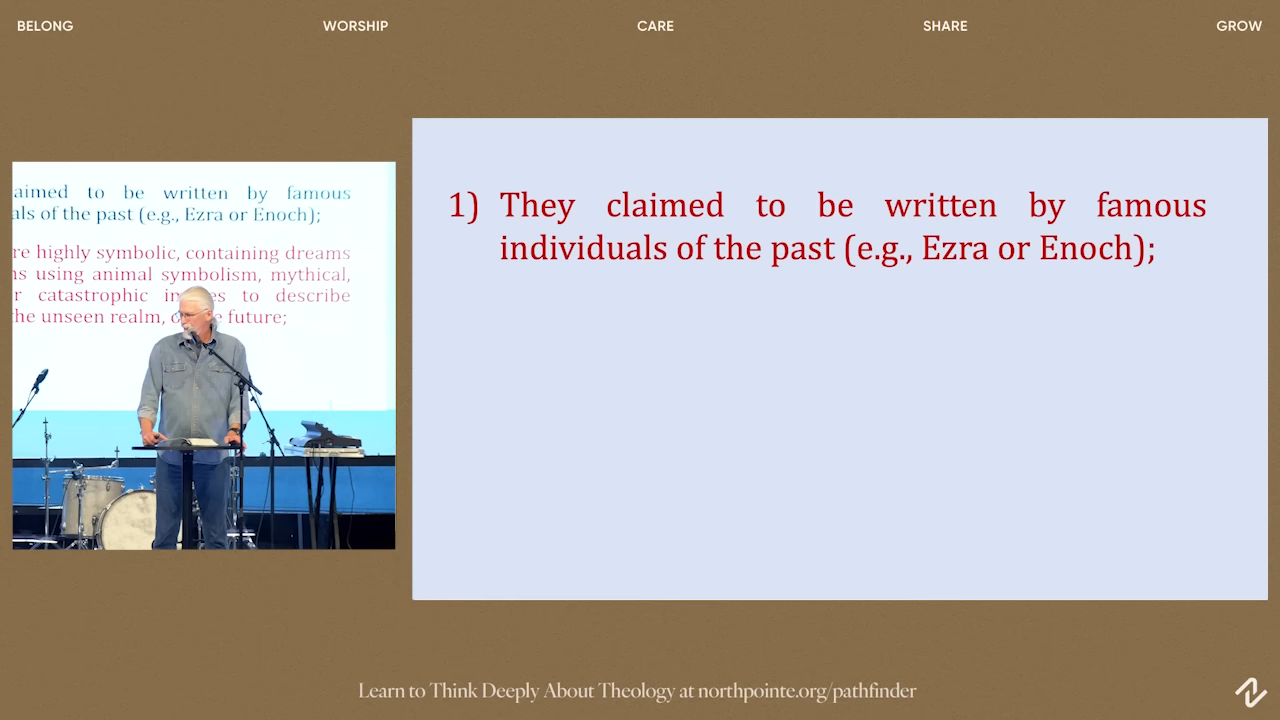 BELONG WORSHIP CARE SHARE GROW
aimed to be written by famous
als of the past (e.g., Ezra or Enoch);
re highly symbolic, containing dreams
using animal symbolism, mythical,
catastrophic to describe
he unseen realm, future;
1) They claimed to be written by famous
individuals of the past (e.g., Ezra or Enoch);
Learn to Think Deeply About Theology at northpointe.org/pathfinder